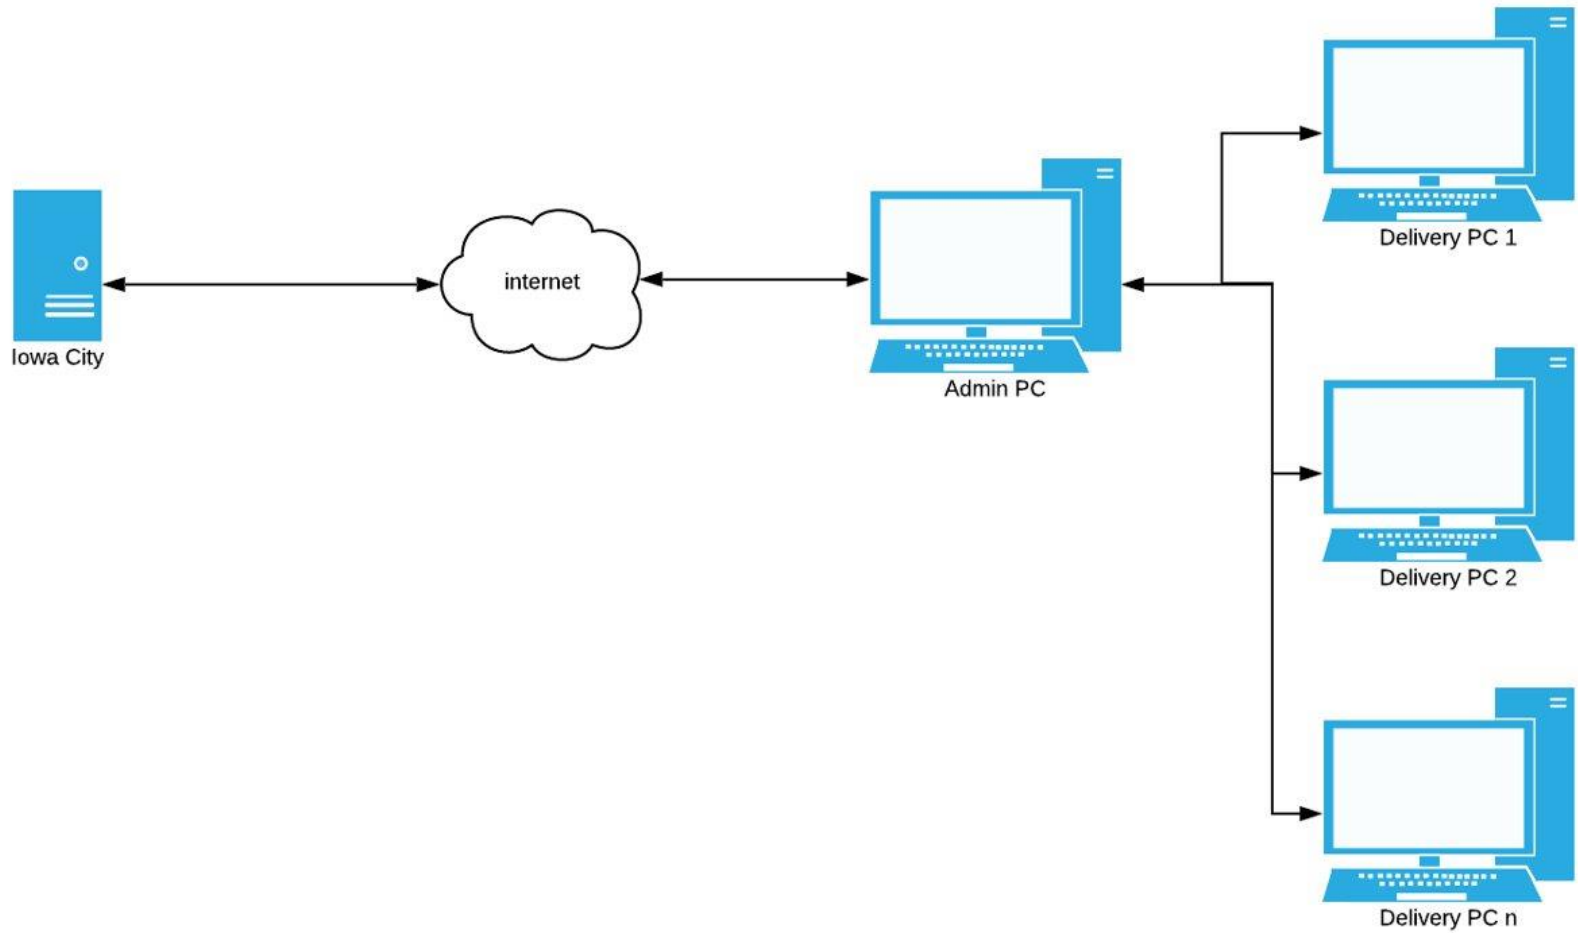 Iowa City
internet
Admin PC
Delivery PC 1
Delivery PC 2
Delivery PC n